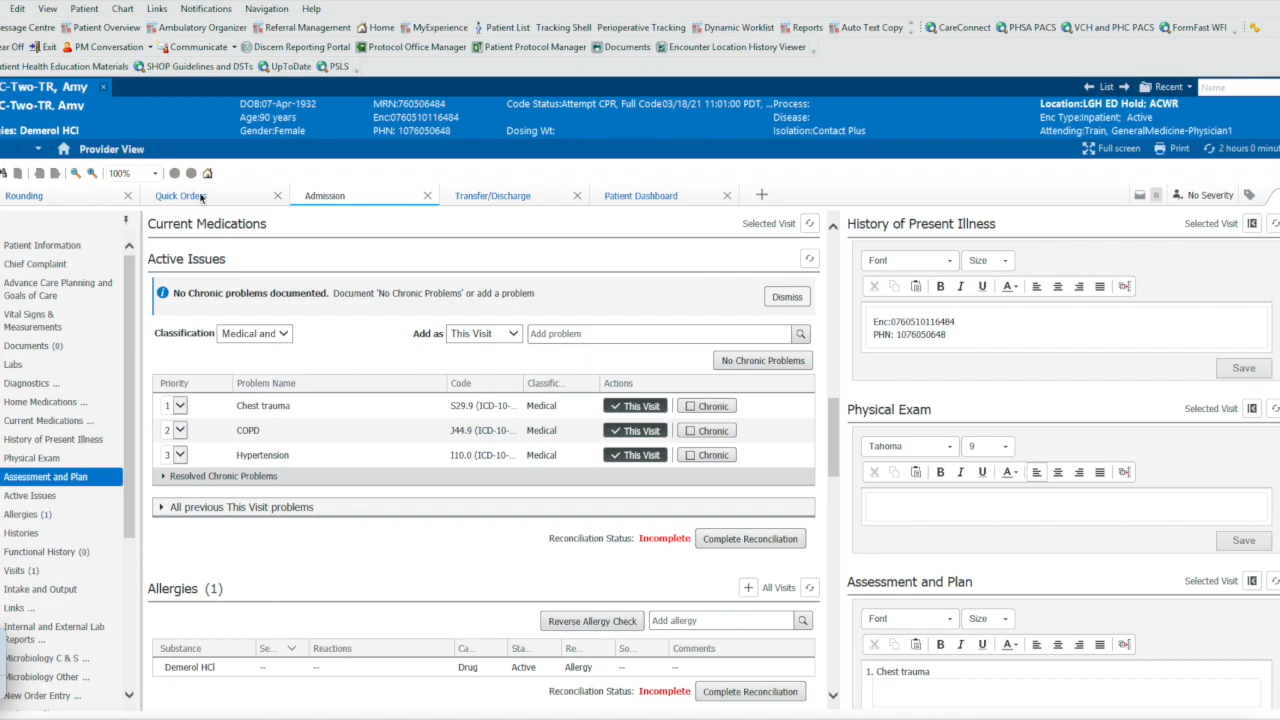 Edit View Patient Chart Links Notifications Navigation Help
essage Centre Patient Overview Ambulatory Organizer Referral Management Home MyExperience Patient List Tracking Shell Perioperative Tracking Dynamic Worklist Reports Auto Text Copy CareConnect PHSA PACS VCH and PHC PACS FormFast WFI
ear Off Exit PM Conversation Communicate Discern Reporting Portal Protocol Office Manager Patient Protocol Manager Documents Encounter Location History Viewer
atient Health Education Materials SHOP Guidelines and DSTs UpToDate PSLS
C-Two-TR, Amy List Recent Name
C-Two-TR, Amy DOB:07-Apr-1932 MRN:760506484 Code Status:Attempt CPR, Full Code03/18/21 11:01:00 PDT, ... Process: Location:LGH ED Hold; ACWR
Age:90 years Enc:0760510116484 Disease: Enc Type:Inpatient; Active
gies: Demerol HCl Gender:Female PHN: 1076050648 Dosing Wt: Isolation:Contact Plus Attending:Train, GeneralMedicine-Physician1
Provider View Full screen Print 2 hours 0 minut
100%
Rounding Quick Orders Admission Transfer/Discharge Patient Dashboard 0 No Severity
Patient Information
Chief Complaint
Advance Care Planning and
Goals of Care
Vital Signs &
Measurements
Documents (0)
Labs
Diagnostics ...
Home Medications ...
Current Medications ...
History of Present Illness
Physical Exam
Assessment and Plan
Active Issues
Allergies (1)
Histories
Functional History (0)
Visits (1)
Intake and Output
Links ...
Internal and External Lab
Reports ...
Microbiology C & S ...
Microbiology Other ...
New Order Entry ...
Current Medications Selected Visit
Active Issues
No Chronic problems documented. Document 'No Chronic Problems' or add a problem Dismiss
Classification Medical and Add as This Visit Add problem
No Chronic Problems
Priority Problem Name Code Classific... Actions
1 Chest trauma S29.9 (ICD-10-... Medical This Visit Chronic
2 COPD J44.9 (ICD-10-... Medical This Visit Chronic
3 Hypertension I10.0 (ICD-10-... Medical This Visit Chronic
Resolved Chronic Problems
All previous This Visit problems
Reconciliation Status: Incomplete Complete Reconciliation
Allergies (1) All Visits
Reverse Allergy Check Add allergy
Substance Se... Reactions Ca... Sta... Re... So... Comments
Demerol HCl -- -- Drug Active Allergy -- --
Reconciliation Status: Incomplete Complete Reconciliation
History of Present Illness Selected Visit
Font Size
B I U A
Enc:0760510116484
PHN: 1076050648
Save
Physical Exam Selected Visit
Tahoma 9
B I U A
Save
Assessment and Plan Selected Visit
Font Size
B I U A
1. Chest trauma